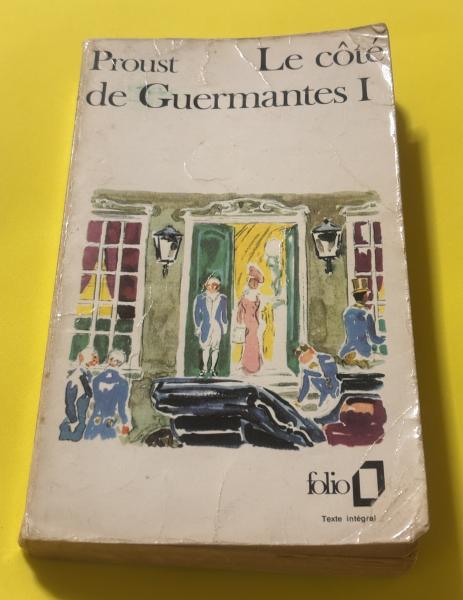 Proust Le côté
de Guermantes I
folio
Texte intégral